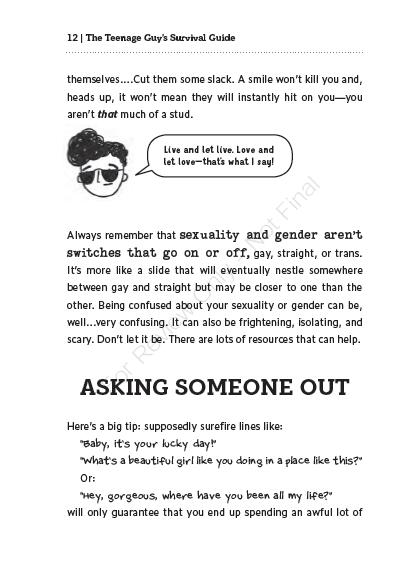 12 | The Teenage Guy's Survival Guide
themselves....Cut them some slack. A smile won't kill you and,
heads up, it won't mean they will instantly hit on you—you
aren't that much of a stud.
Live and let live. Love and
let love—that's what I say!
Always remember that sexuality and gender aren't
switches that go on or off, gay, straight, or trans.
It's more like a slide that will eventually nestle somewhere
between gay and straight but may be closer to one than the
other. Being confused about your sexuality or gender can be,
well...very confusing. It can also be frightening, isolating, and
scary. Don't let it be. There are lots of resources that can help.
ASKING SOMEONE OUT
Here's a big tip: supposedly surefire lines like:
"Baby, it's your lucky day!"
"What's a beautiful girl like you doing in a place like this?"
Or:
"Hey, gorgeous, where have you been all my life?"
will only guarantee that you end up spending an awful lot of